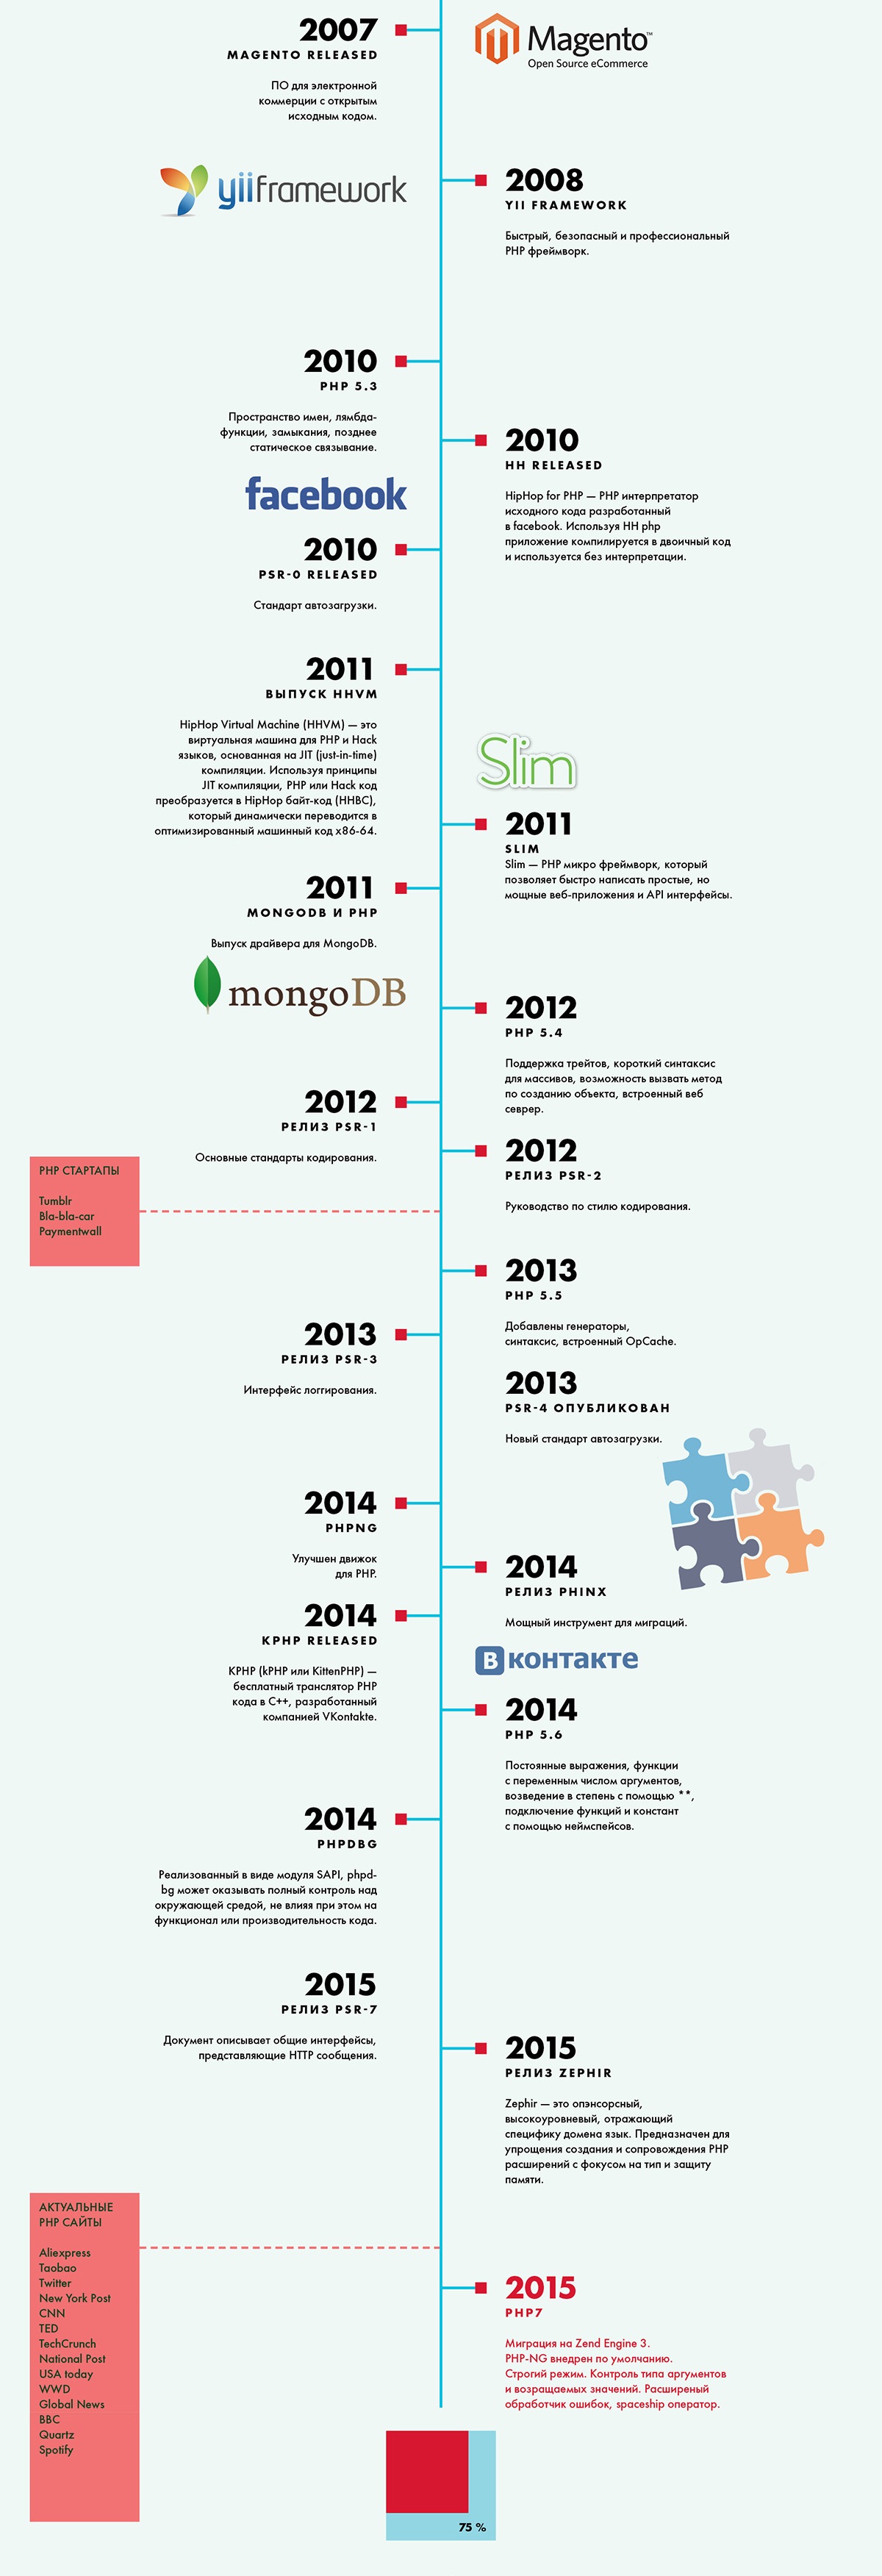 2007
MAGENTO RELEASED
ПО для электронной
коммерции с открытым
исходным кодом.
Magento™
Open Source eCommerce
yiiframework
2008
YII FRAMEWORK
Быстрый, безопасный и профессиональный
PHP фреймворк.
2010
PHP 5.3
Пространство имен, лямбда-
функции, замыкания, позднее
статическое связывание.
2010
HH RELEASED
HipHop for PHP — PHP интерпретатор
исходного кода разработанный
в facebook. Используя HH php
приложение компилируется в двоичный код
и используется без интерпретации.
facebook
2010
PSR-0 RELEASED
Стандарт автозагрузки.
2011
ВЫПУСК HHVM
HipHop Virtual Machine (HHVM) — это
виртуальная машина для PHP и Hack
языков, основанная на JIT (just-in-time)
компиляции. Используя принципы
JIT компиляции, PHP или Hack код
преобразуется в HipHop байт-код (HHBC),
который динамически переводится в
оптимизированный машинный код x86-64.
Slim
2011
SLIM
Slim — PHP микро фреймворк, который
позволяет быстро написать простые, но
мощные веб-приложения и API интерфейсы.
2011
MONGODB И PHP
Выпуск драйвера для MongoDB.
mongoDB
2012
PHP 5.4
Поддержка трейтов, короткий синтаксис
для массивов, возможность вызвать метод
по созданию объекта, встроенный веб
севрер.
2012
РЕЛИЗ PSR-1
Основные стандарты кодирования.
2012
РЕЛИЗ PSR-2
Руководство по стилю кодирования.
PHP СТАРТАПЫ
Tumblr
Bla-bla-car
Paymentwall
2013
PHP 5.5
Добавлены генераторы,
синтаксис, встроенный OpCache.
2013
РЕЛИЗ PSR-3
Интерфейс логгирования.
2013
PSR-4 ОПУБЛИКОВАН
Новый стандарт автозагрузки.
2014
PHPNG
Улучшен движок
для PHP.
2014
РЕЛИЗ PHINX
Мощный инструмент для миграций.
2014
KPHP RELEASED
KPHP (kPHP или KittenPHP) —
бесплатный транслятор PHP
кода в C++, разработанный
компанией VKontakte.
В контакте
2014
PHP 5.6
Постоянные выражения, функции
с переменным числом аргументов,
возведение в степень с помощью **,
подключение функций и констант
с помощью неймспейсов.
2014
PHPDBG
Реализованный в виде модуля SAPI, phpd-
bg может оказывать полный контроль над
окружающей средой, не влияя при этом на
функционал или производительность кода.
2015
РЕЛИЗ PSR-7
Документ описывает общие интерфейсы,
представляющие HTTP сообщения.
2015
РЕЛИЗ ZEPHIR
Zephir — это опэнсорсный,
высокоуровневый, отражающий
специфику домена язык. Предназначен для
упрощения создания и сопровождения PHP
расширений с фокусом на тип и защиту
памяти.
АКТУАЛЬНЫЕ
PHP САЙТЫ
Aliexpress
Taobao
Twitter
New York Post
CNN
TED
TechCrunch
National Post
USA today
WWD
Global News
BBC
Quartz
Spotify
2015
PHP7
Миграция на Zend Engine 3.
PHP-NG внедрен по умолчанию.
Строгий режим. Контроль типа аргументов
и возращаемых значений. Расширеный
обработчик ошибок, spaceship оператор.
75 %